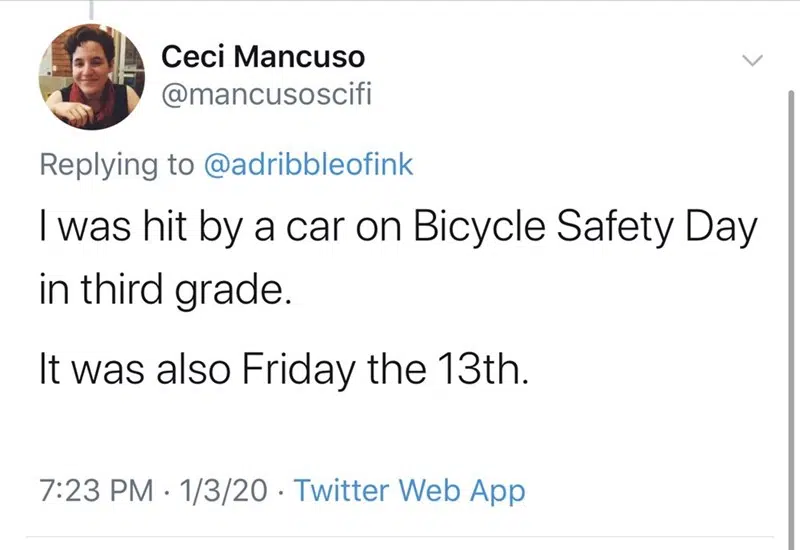 Ceci Mancuso
@mancusoscifi
Replying to @adribbleofink
I was hit by a car on Bicycle Safety Day
in third grade.
It was also Friday the 13th.
7:23 PM · 1/3/20 · Twitter Web App